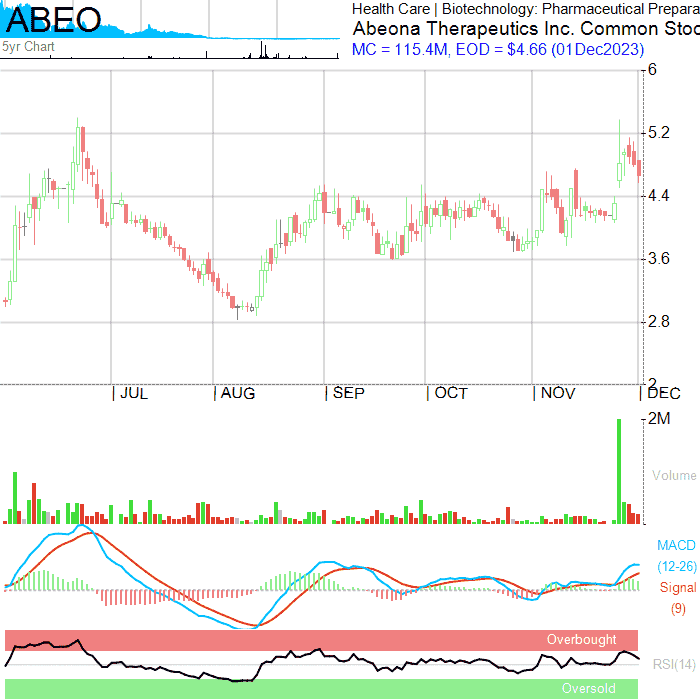 ABEO
5yr Chart
Health Care | Biotechnology: Pharmaceutical Prepara
Abeona Therapeutics Inc. Common Stoc
MC = 115.4M, EOD = $4.66 (01Dec2023)
6
5.2
4.4
3.6
2.8
2
JUL AUG SEP OCT NOV DEC
2M
Volume
MACD
(12-26)
Signal
(9)
Overbought
RSI(14)
Oversold